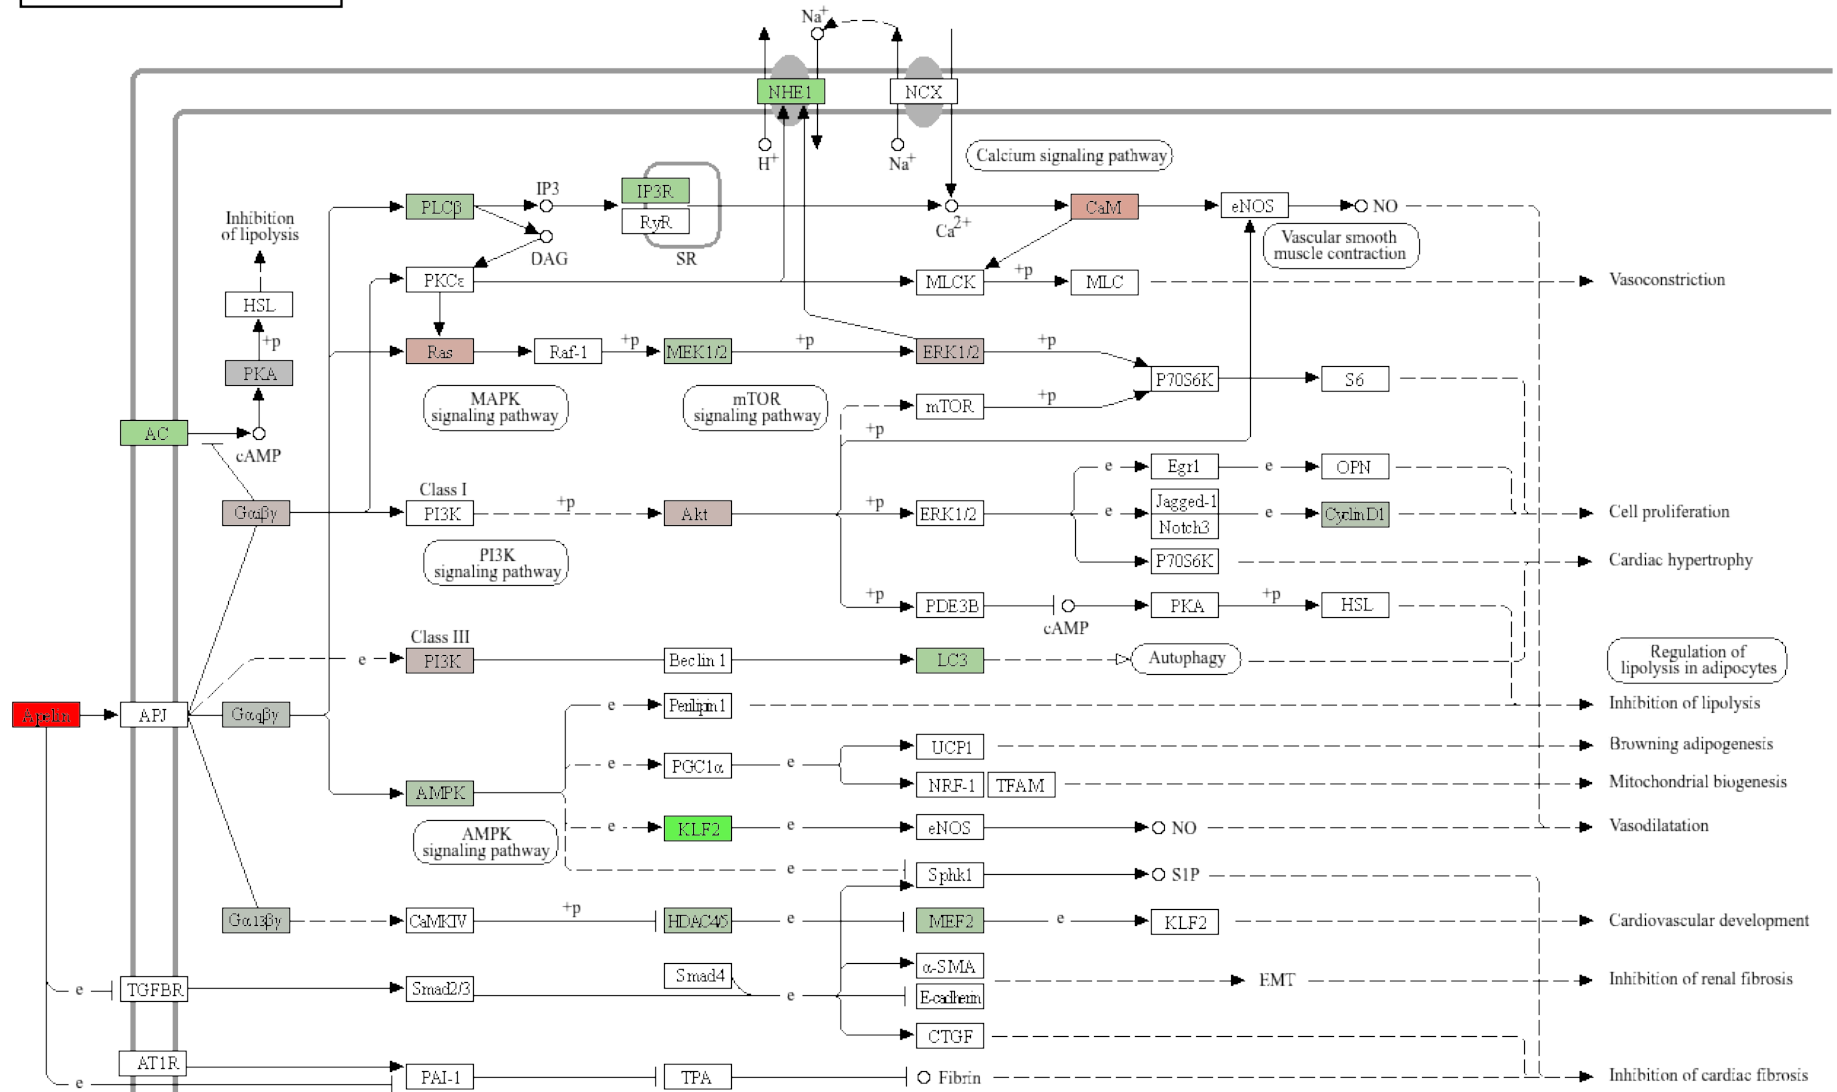 Na+
NHE1
NCX
H+
Na+
Calcium signaling pathway
IP3
IP3R
PLCβ
RyR
CaM
eNOS
NO
Ca2+
Inhibition
of lipolysis
DAG
SR
Vascular smooth
muscle contraction
PKCε
MLCK
+p
MLC
Vasoconstriction
HSL
+p
Ras
Raf-1
+p
MEK1/2
+p
ERK1/2
+p
PKA
P70S6K
S6
MAPK
signaling pathway
mTOR
signaling pathway
mTOR
+p
AC
cAMP
+p
Egr1
OPN
e
e
Class I
Gαiβγ
PI3K
+p
Akt
+p
ERK1/2
e
Jagged-1
Notch3
e
CyclinD1
Cell proliferation
PI3K
signaling pathway
P70S6K
Cardiac hypertrophy
+p
PDE3B
cAMP
PKA
+p
HSL
Class III
e
PI3K
Beclin 1
LC3
Autophagy
Regulation of
lipolysis in adipocytes
Apelin
APJ
Gαqβγ
e
Perilipin1
Inhibition of lipolysis
UCP1
Browning adipogenesis
e
PGC1α
e
NRF-1
TFAM
Mitochondrial biogenesis
AMPK
AMPK
signaling pathway
e
KLF2
e
eNOS
NO
Vasodilatation
e
Sphk1
S1P
Gα13βγ
CaMKIV
+p
HDAC4/5
e
MEF2
e
KLF2
Cardiovascular development
e
TGFBR
Smad2/3
Smad4
e
α-SMA
E-cadherin
EMT
Inhibition of renal fibrosis
CTGF
AT1R
e
PAI-1
TPA
Fibrin
Inhibition of cardiac fibrosis